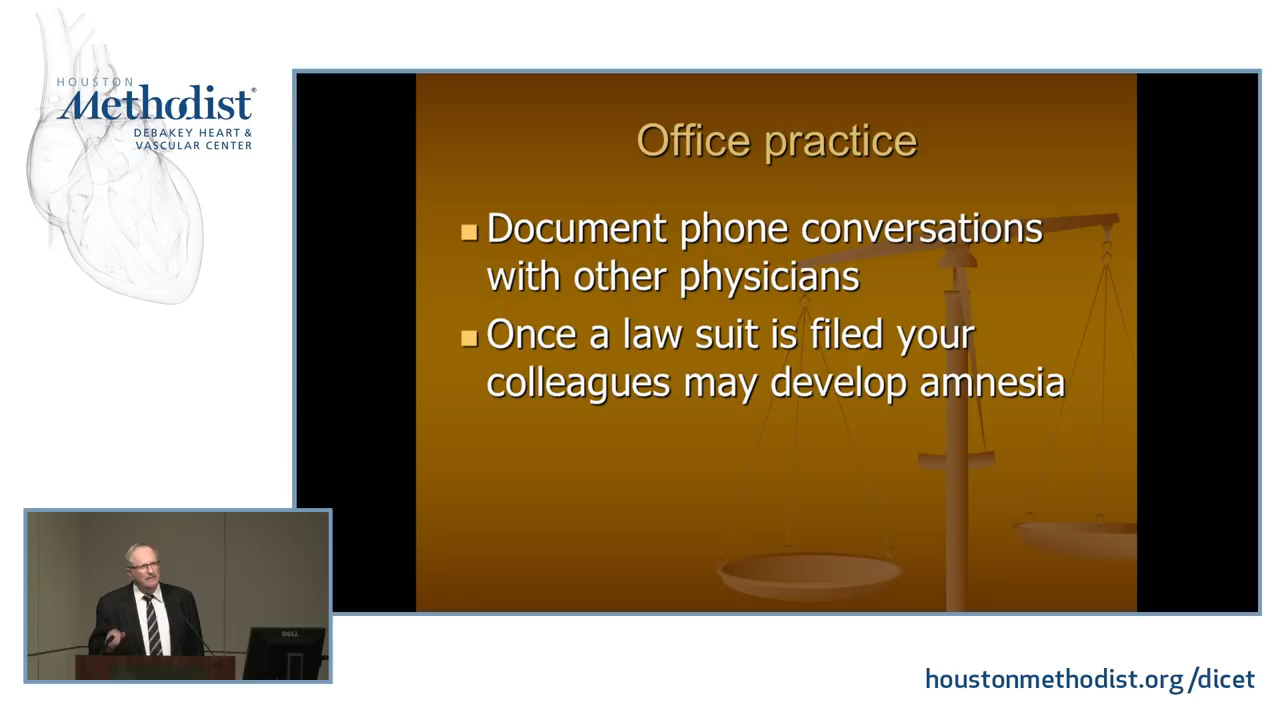 HOUSTON
Methodist®
DEBAKEY HEART &
VASCULAR CENTER
Office practice
Document phone conversations
with other physicians
Once a law suit is filed your
colleagues may develop amnesia
DELL
houstonmethodist.org/dicet